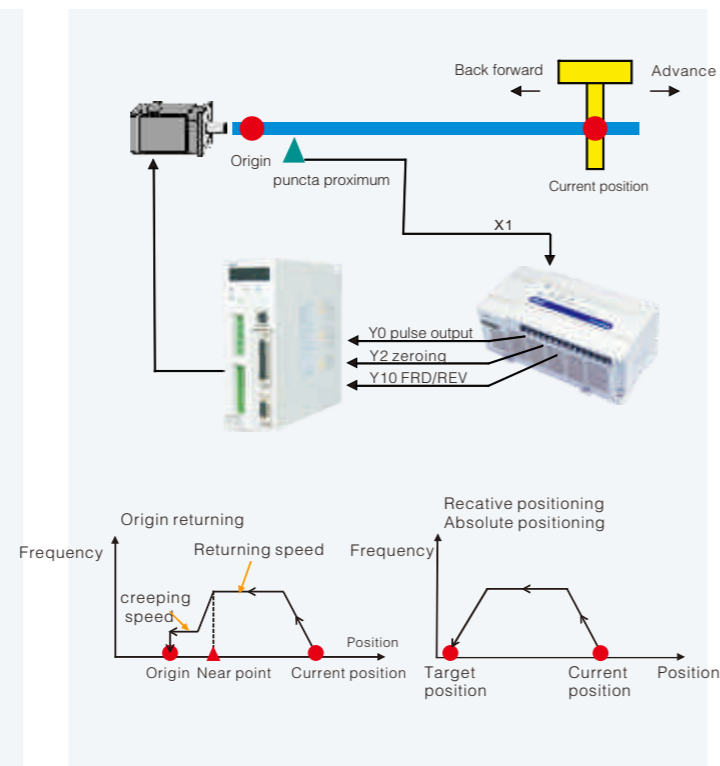 Back forward
Advance
Origin
puncta proximum
Current position
X1
Y0 pulse output
Y2 zeroing
Y10 FRD/REV
Origin returning
Frequency
Returning speed
creeping
speed
Position
Origin
Near point
Current position
Recative positioning
Absolute positioning
Frequency
Target
position
Current
position
Position